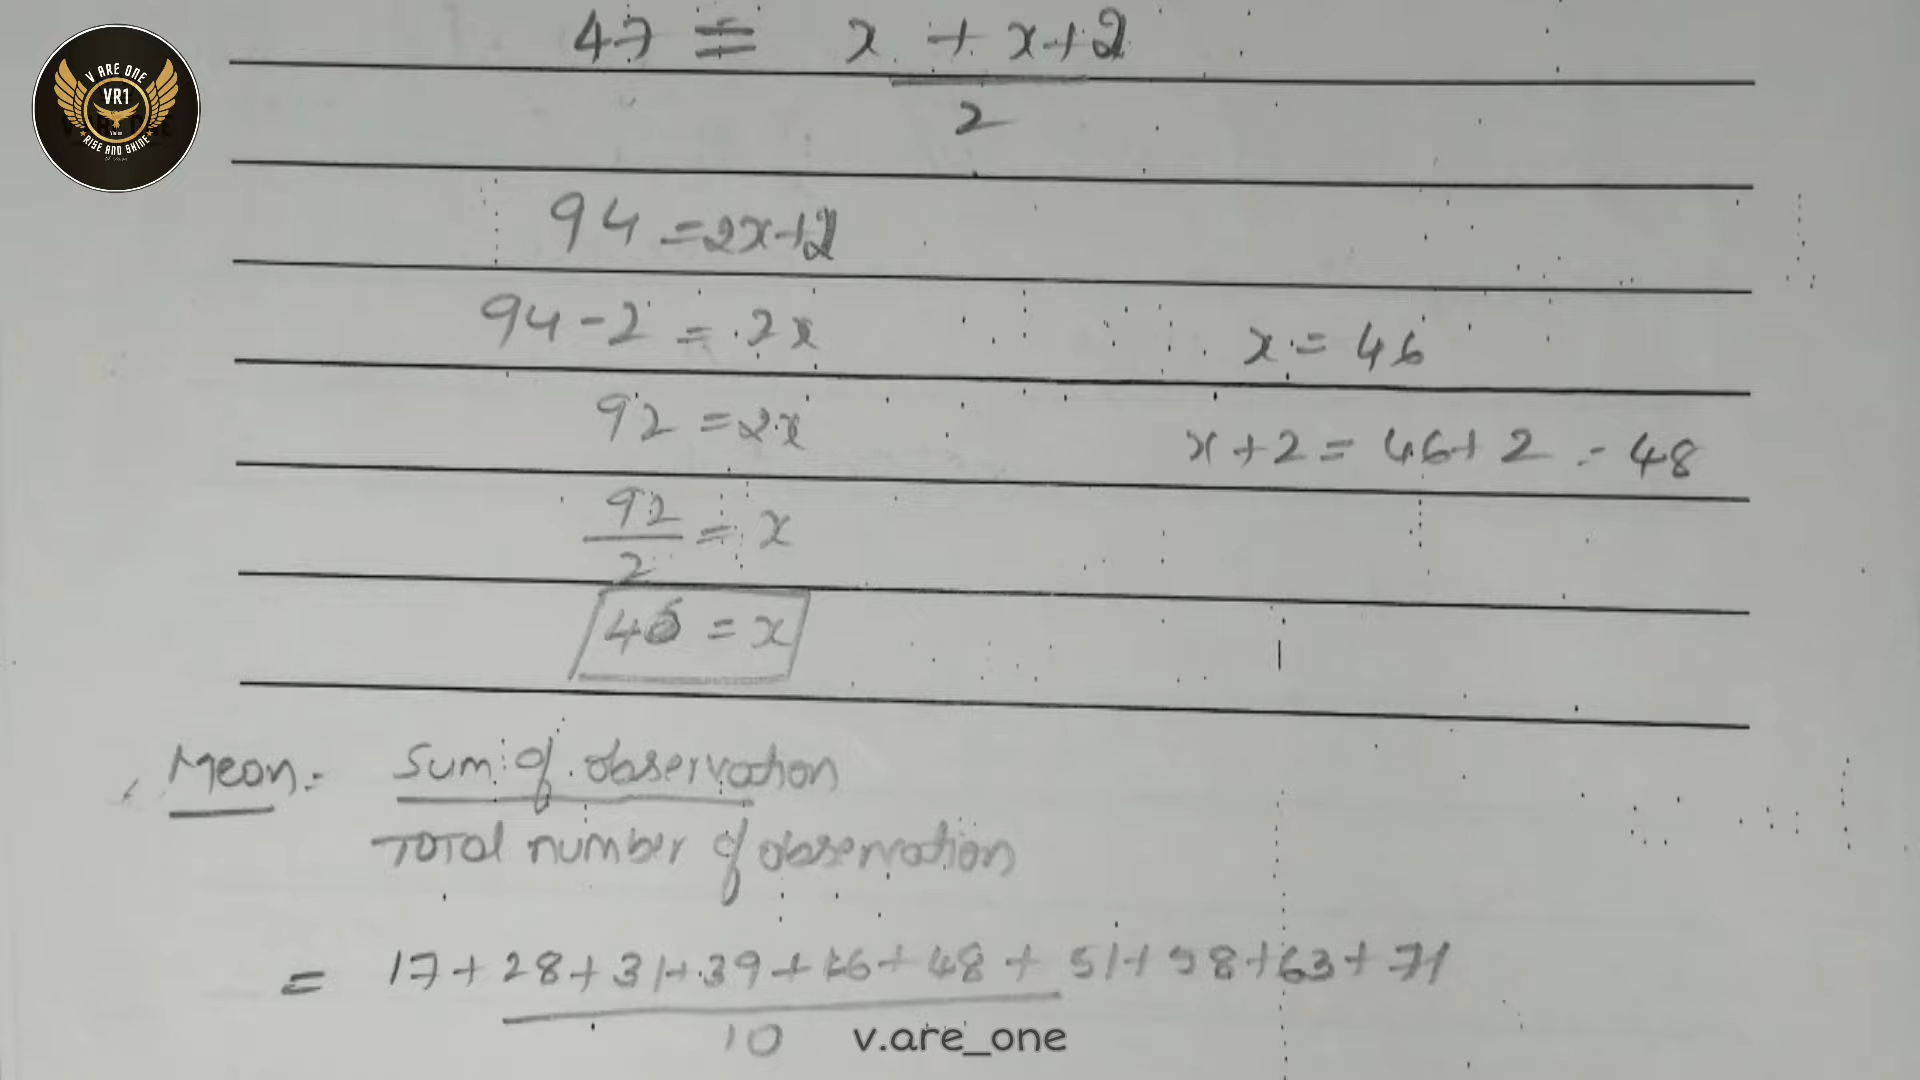 47 = x + x+2
2
94 = 2x+2
94 - 2 = 2x
x = 46
92 = 2x
x + 2 = 46 + 2 = 48
92
2
= x
46 = x
Mean:- Sum of observation
Total number of observation
= 17 + 28 + 31 + 39 + 46 + 48 + 51 + 58 + 63 + 71
10
V ARE ONE
VR1
RISE AND SHINE
v.are_one